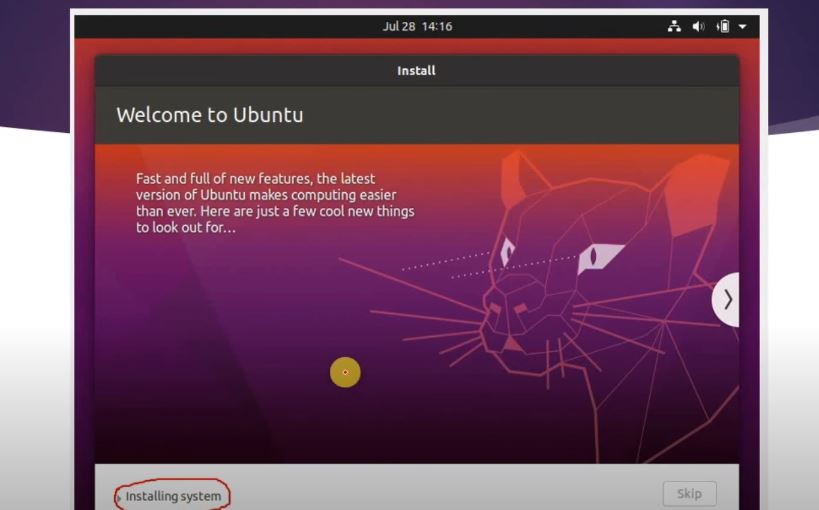 Jul 28 14:16
Install
Welcome to Ubuntu
Fast and full of new features, the latest
version of Ubuntu makes computing easier
than ever. Here are just a few cool new things
to look out for...
Installing system
Skip